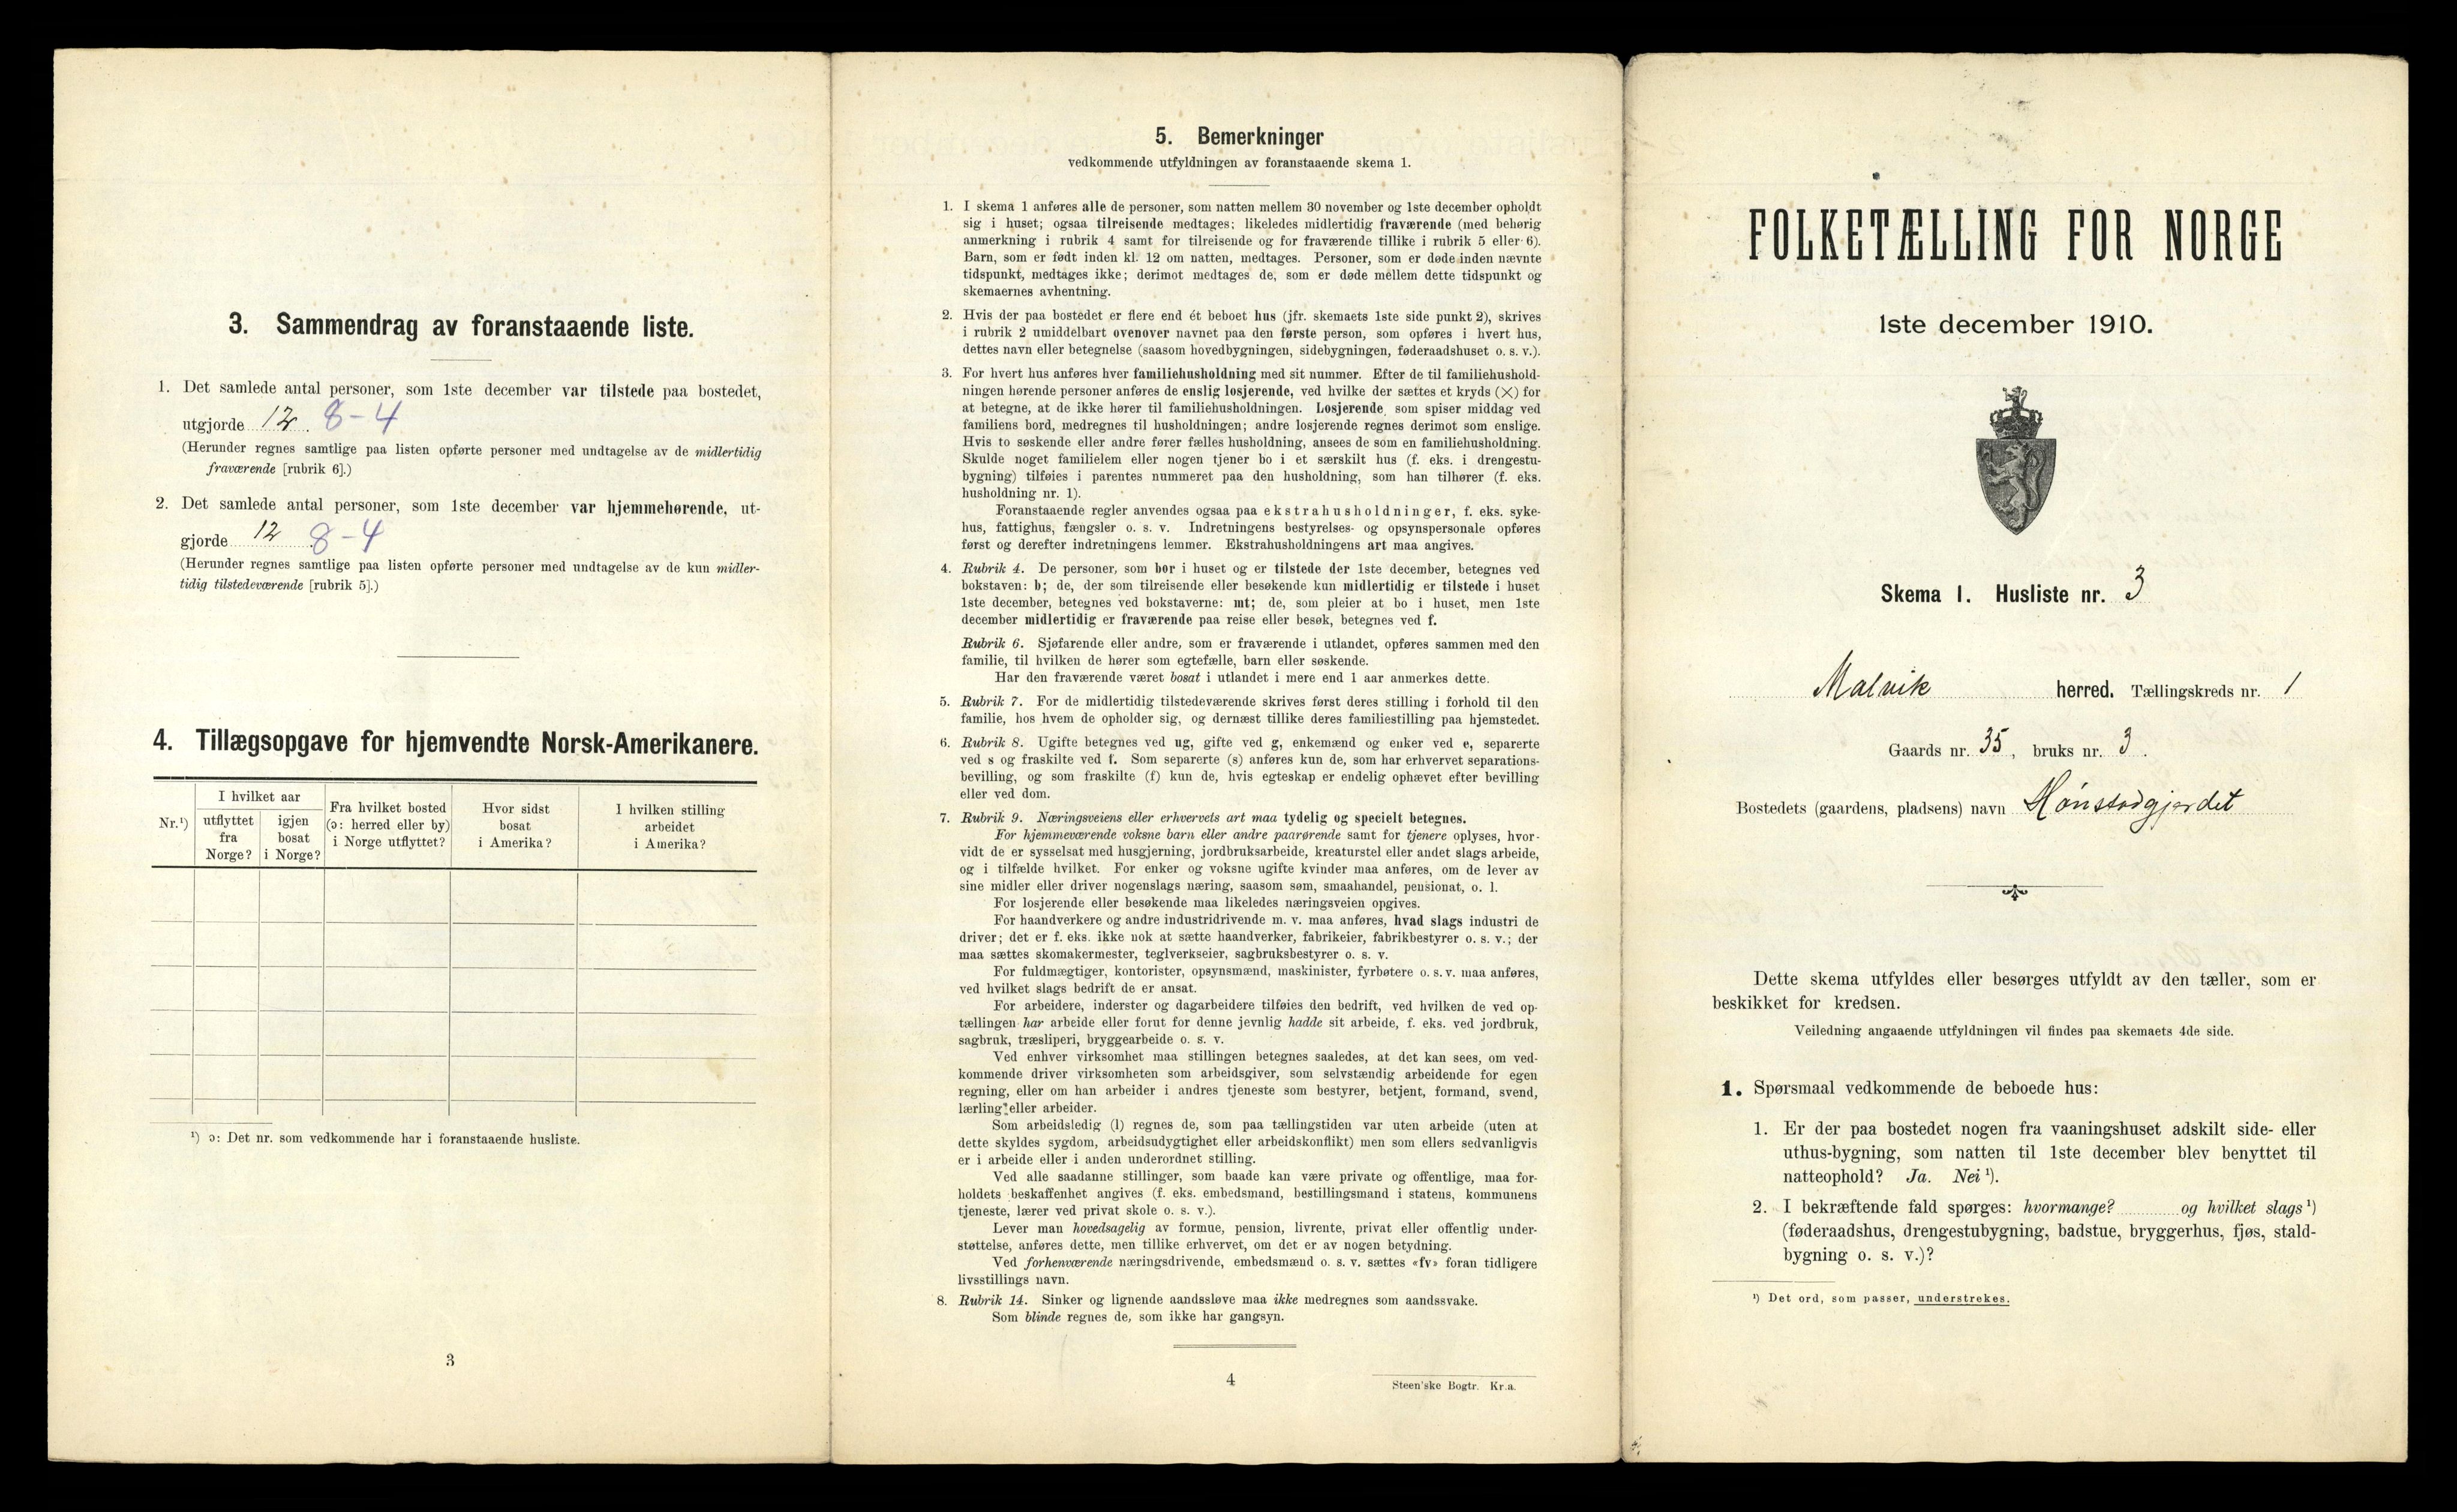 3. Sammendrag av foranstaaende liste.
1. Det samlede antal personer, som 1ste december var tilstede paa bostedet,
utgjorde 12. 8-4
(Herunder regnes samtlige paa listen opførte personer med undtagelse av de midlertidig
fraværende [rubrik 6].)
2. Det samlede antal personer, som 1ste december var hjemmehørende, ut-
gjorde 12 8-4
(Herunder regnes samtlige paa listen opførte personer med undtagelse av de kun midler-
tidig tilstedeværende [rubrik 5].)
4. Tillægsopgave for hjemvendte Norsk-Amerikanere.
Nr.¹)
I hvilket aar
utflyttet
fra
Norge?
igjen
bosat
i Norge?
Fra hvilket bosted
(ɔ: herred eller by)
i Norge utflyttet?
Hvor sidst
bosat
i Amerika?
I hvilken stilling
arbeidet
i Amerika?
¹) ɔ: Det nr. som vedkommende har i foranstaaende husliste.
3
5. Bemerkninger
vedkommende utfyldningen av foranstaaende skema 1.
1. I skema 1 anføres alle de personer, som natten mellem 30 november og 1ste december opholdt
sig i huset; ogsaa tilreisende medtages; likeledes midlertidig fraværende (med behørig
anmerkning i rubrik 4 samt for tilreisende og for fraværende tillike i rubrik 5 eller 6).
Barn, som er født inden kl. 12 om natten, medtages. Personer, som er døde inden nævnte
tidspunkt, medtages ikke; derimot medtages de, som er døde mellem dette tidspunkt og
skemaernes avhentning.
2. Hvis der paa bostedet er flere end ét beboet hus (jfr. skemaets 1ste side punkt 2), skrives
i rubrik 2 umiddelbart ovenover navnet paa den første person, som opføres i hvert hus,
dettes navn eller betegnelse (saasom hovedbygningen, sidebygningen, føderaadshuset o. s. v.).
3. For hvert hus anføres hver familiehusholdning med sit nummer. Efter de til familiehushold-
ningen hørende personer anføres de enslig losjerende, ved hvilke der sættes et kryds (×) for
at betegne, at de ikke hører til familiehusholdningen. Losjerende, som spiser middag ved
familiens bord, medregnes til husholdningen; andre losjerende regnes derimot som enslige.
Hvis to søskende eller andre fører fælles husholdning, ansees de som en familiehusholdning.
Skulde noget familielem eller nogen tjener bo i et særskilt hus (f. eks. i drengestu-
bygning) tilføies i parentes nummeret paa den husholdning, som han tilhører (f. eks.
husholdning nr. 1).
Foranstaaende regler anvendes ogsaa paa ekstrahusholdninger, f. eks. syke-
hus, fattighus, fængsler o. s. v. Indretningens bestyrelses- og opsynspersonale opføres
først og derefter indretningens lemmer. Ekstrahusholdningens art maa angives.
4. Rubrik 4. De personer, som bor i huset og er tilstede der 1ste december, betegnes ved
bokstaven: b; de, der som tilreisende eller besøkende kun midlertidig er tilstede i huset
1ste december, betegnes ved bokstaverne: mt; de, som pleier at bo i huset, men 1ste
december midlertidig er fraværende paa reise eller besøk, betegnes ved f.
Rubrik 6. Sjøfarende eller andre, som er fraværende i utlandet, opføres sammen med den
familie, til hvilken de hører som egtefælle, barn eller søskende.
Har den fraværende været bosat i utlandet i mere end 1 aar anmerkes dette.
5. Rubrik 7. For de midlertidig tilstedeværende skrives først deres stilling i forhold til den
familie, hos hvem de opholder sig, og dernæst tillike deres familiestilling paa hjemstedet.
6. Rubrik 8. Ugifte betegnes ved ug, gifte ved g, enkemænd og enker ved e, separerte
ved s og fraskilte ved f. Som separerte (s) anføres kun de, som har erhvervet separations-
bevilling, og som fraskilte (f) kun de, hvis egteskap er endelig ophævet efter bevilling
eller ved dom.
7. Rubrik 9. Næringsveiens eller erhvervets art maa tydelig og specielt betegnes.
For hjemmeværende voksne barn eller andre paarørende samt for tjenere oplyses, hvor-
vidt de er sysselsat med husgjerning, jordbruksarbeide, kreaturstel eller andet slags arbeide,
og i tilfælde hvilket. For enker og voksne ugifte kvinder maa anføres, om de lever av
sine midler eller driver nogenslags næring, saasom søm, smaahandel, pensionat, o. l.
For losjerende eller besøkende maa likeledes næringsveien opgives.
For haandverkere og andre industridrivende m. v. maa anføres, hvad slags industri de
driver; det er f. eks. ikke nok at sætte haandverker, fabrikeier, fabrikbestyrer o. s. v.; der
maa sættes skomakermester, teglverkseier, sagbruksbestyrer o. s. v.
For fuldmægtiger, kontorister, opsynsmænd, maskinister, fyrbøtere o. s. v. maa anføres,
ved hvilket slags bedrift de er ansat.
For arbeidere, inderster og dagarbeidere tilføies den bedrift, ved hvilken de ved op-
tællingen har arbeide eller forut for denne jevnlig hadde sit arbeide, f. eks. ved jordbruk,
sagbruk, træsliperi, bryggearbeide o. s. v.
Ved enhver virksomhet maa stillingen betegnes saaledes, at det kan sees, om ved-
kommende driver virksomheten som arbeidsgiver, som selvstændig arbeidende for egen
regning, eller om han arbeider i andres tjeneste som bestyrer, betjent, formand, svend,
lærling eller arbeider.
Som arbeidsledig (l) regnes de, som paa tællingstiden var uten arbeide (uten at
dette skyldes sygdom, arbeidsudygtighet eller arbeidskonflikt) men som ellers sedvanligvis
er i arbeide eller i anden underordnet stilling.
Ved alle saadanne stillinger, som baade kan være private og offentlige, maa for-
holdets beskaffenhet angives (f. eks. embedsmand, bestillingsmand i statens, kommunens
tjeneste, lærer ved privat skole o. s. v.).
Lever man hovedsagelig av formue, pension, livrente, privat eller offentlig under-
støttelse, anføres dette, men tillike erhvervet, om det er av nogen betydning.
Ved forhenværende næringsdrivende, embedsmænd o. s. v. sættes «fv» foran tidligere
livsstillings navn.
8. Rubrik 14. Sinker og lignende aandssløve maa ikke medregnes som aandssvake.
Som blinde regnes de, som ikke har gangsyn.
4
Steen'ske Bogtr. Kr.a.
FOLKETÆLLING FOR NORGE
1ste december 1910.
Skema 1. Husliste nr. 3
Malvik herred. Tællingskreds nr. 1
Gaards nr. 35, bruks nr. 3.
Bostedets (gaardens, pladsens) navn Hønstadgjerdet
Dette skema utfyldes eller besørges utfyldt av den tæller, som er
beskikket for kredsen.
Veiledning angaaende utfyldningen vil findes paa skemaets 4de side.
1. Spørsmaal vedkommende de beboede hus:
1. Er der paa bostedet nogen fra vaaningshuset adskilt side- eller
uthus-bygning, som natten til 1ste december blev benyttet til
natteophold? Ja. Nei ¹).
2. I bekræftende fald spørges: hvormange? og hvilket slags ¹)
(føderaadshus, drengestubygning, badstue, bryggerhus, fjøs, stald-
bygning o. s. v.)?
¹) Det ord, som passer, understrekes.